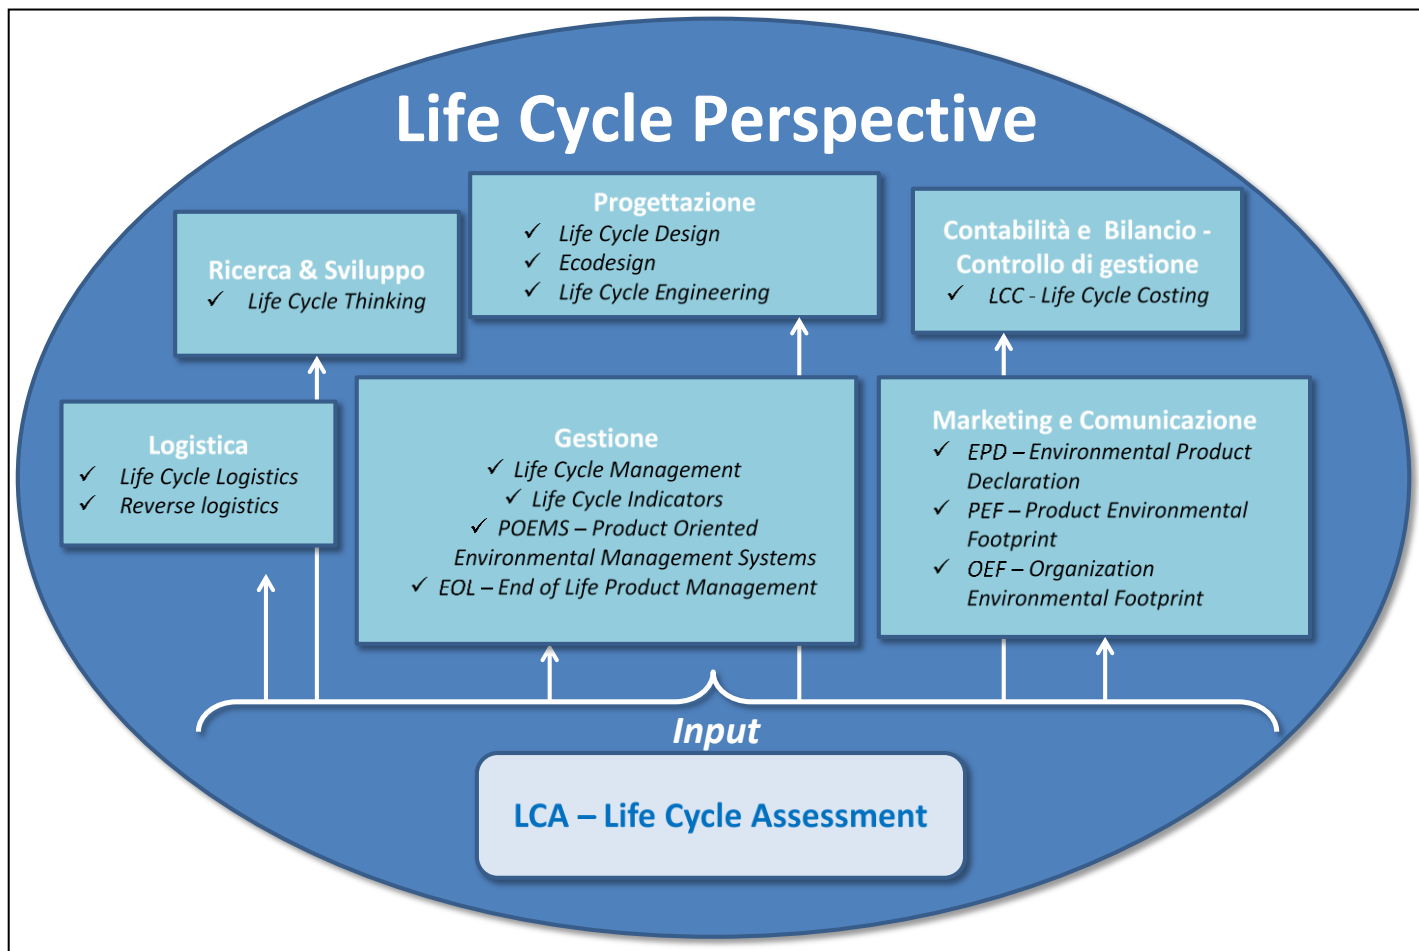 Life Cycle Perspective
Ricerca & Sviluppo
✓ Life Cycle Thinking
Progettazione
✓ Life Cycle Design
✓ Ecodesign
✓ Life Cycle Engineering
Contabilità e Bilancio -
Controllo di gestione
✓ LCC - Life Cycle Costing
Logistica
✓ Life Cycle Logistics
✓ Reverse logistics
Gestione
✓ Life Cycle Management
✓ Life Cycle Indicators
✓ POEMS – Product Oriented
Environmental Management Systems
✓ EOL – End of Life Product Management
Marketing e Comunicazione
✓ EPD – Environmental Product
Declaration
✓ PEF – Product Environmental
Footprint
✓ OEF – Organization
Environmental Footprint
Input
LCA – Life Cycle Assessment